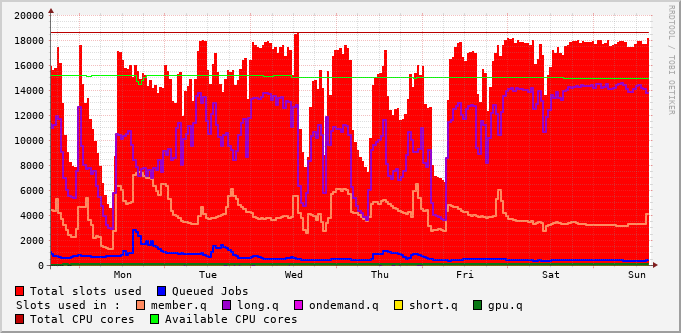 20000
18000
16000
14000
12000
10000
8000
6000
4000
2000
0
Mon Tue Wed Thu Fri Sat Sun
RRDTOOL / TOBI OETIKER
Total slots used Queued Jobs
Slots used in : member.q long.q ondemand.q short.q gpu.q
Total CPU cores Available CPU cores